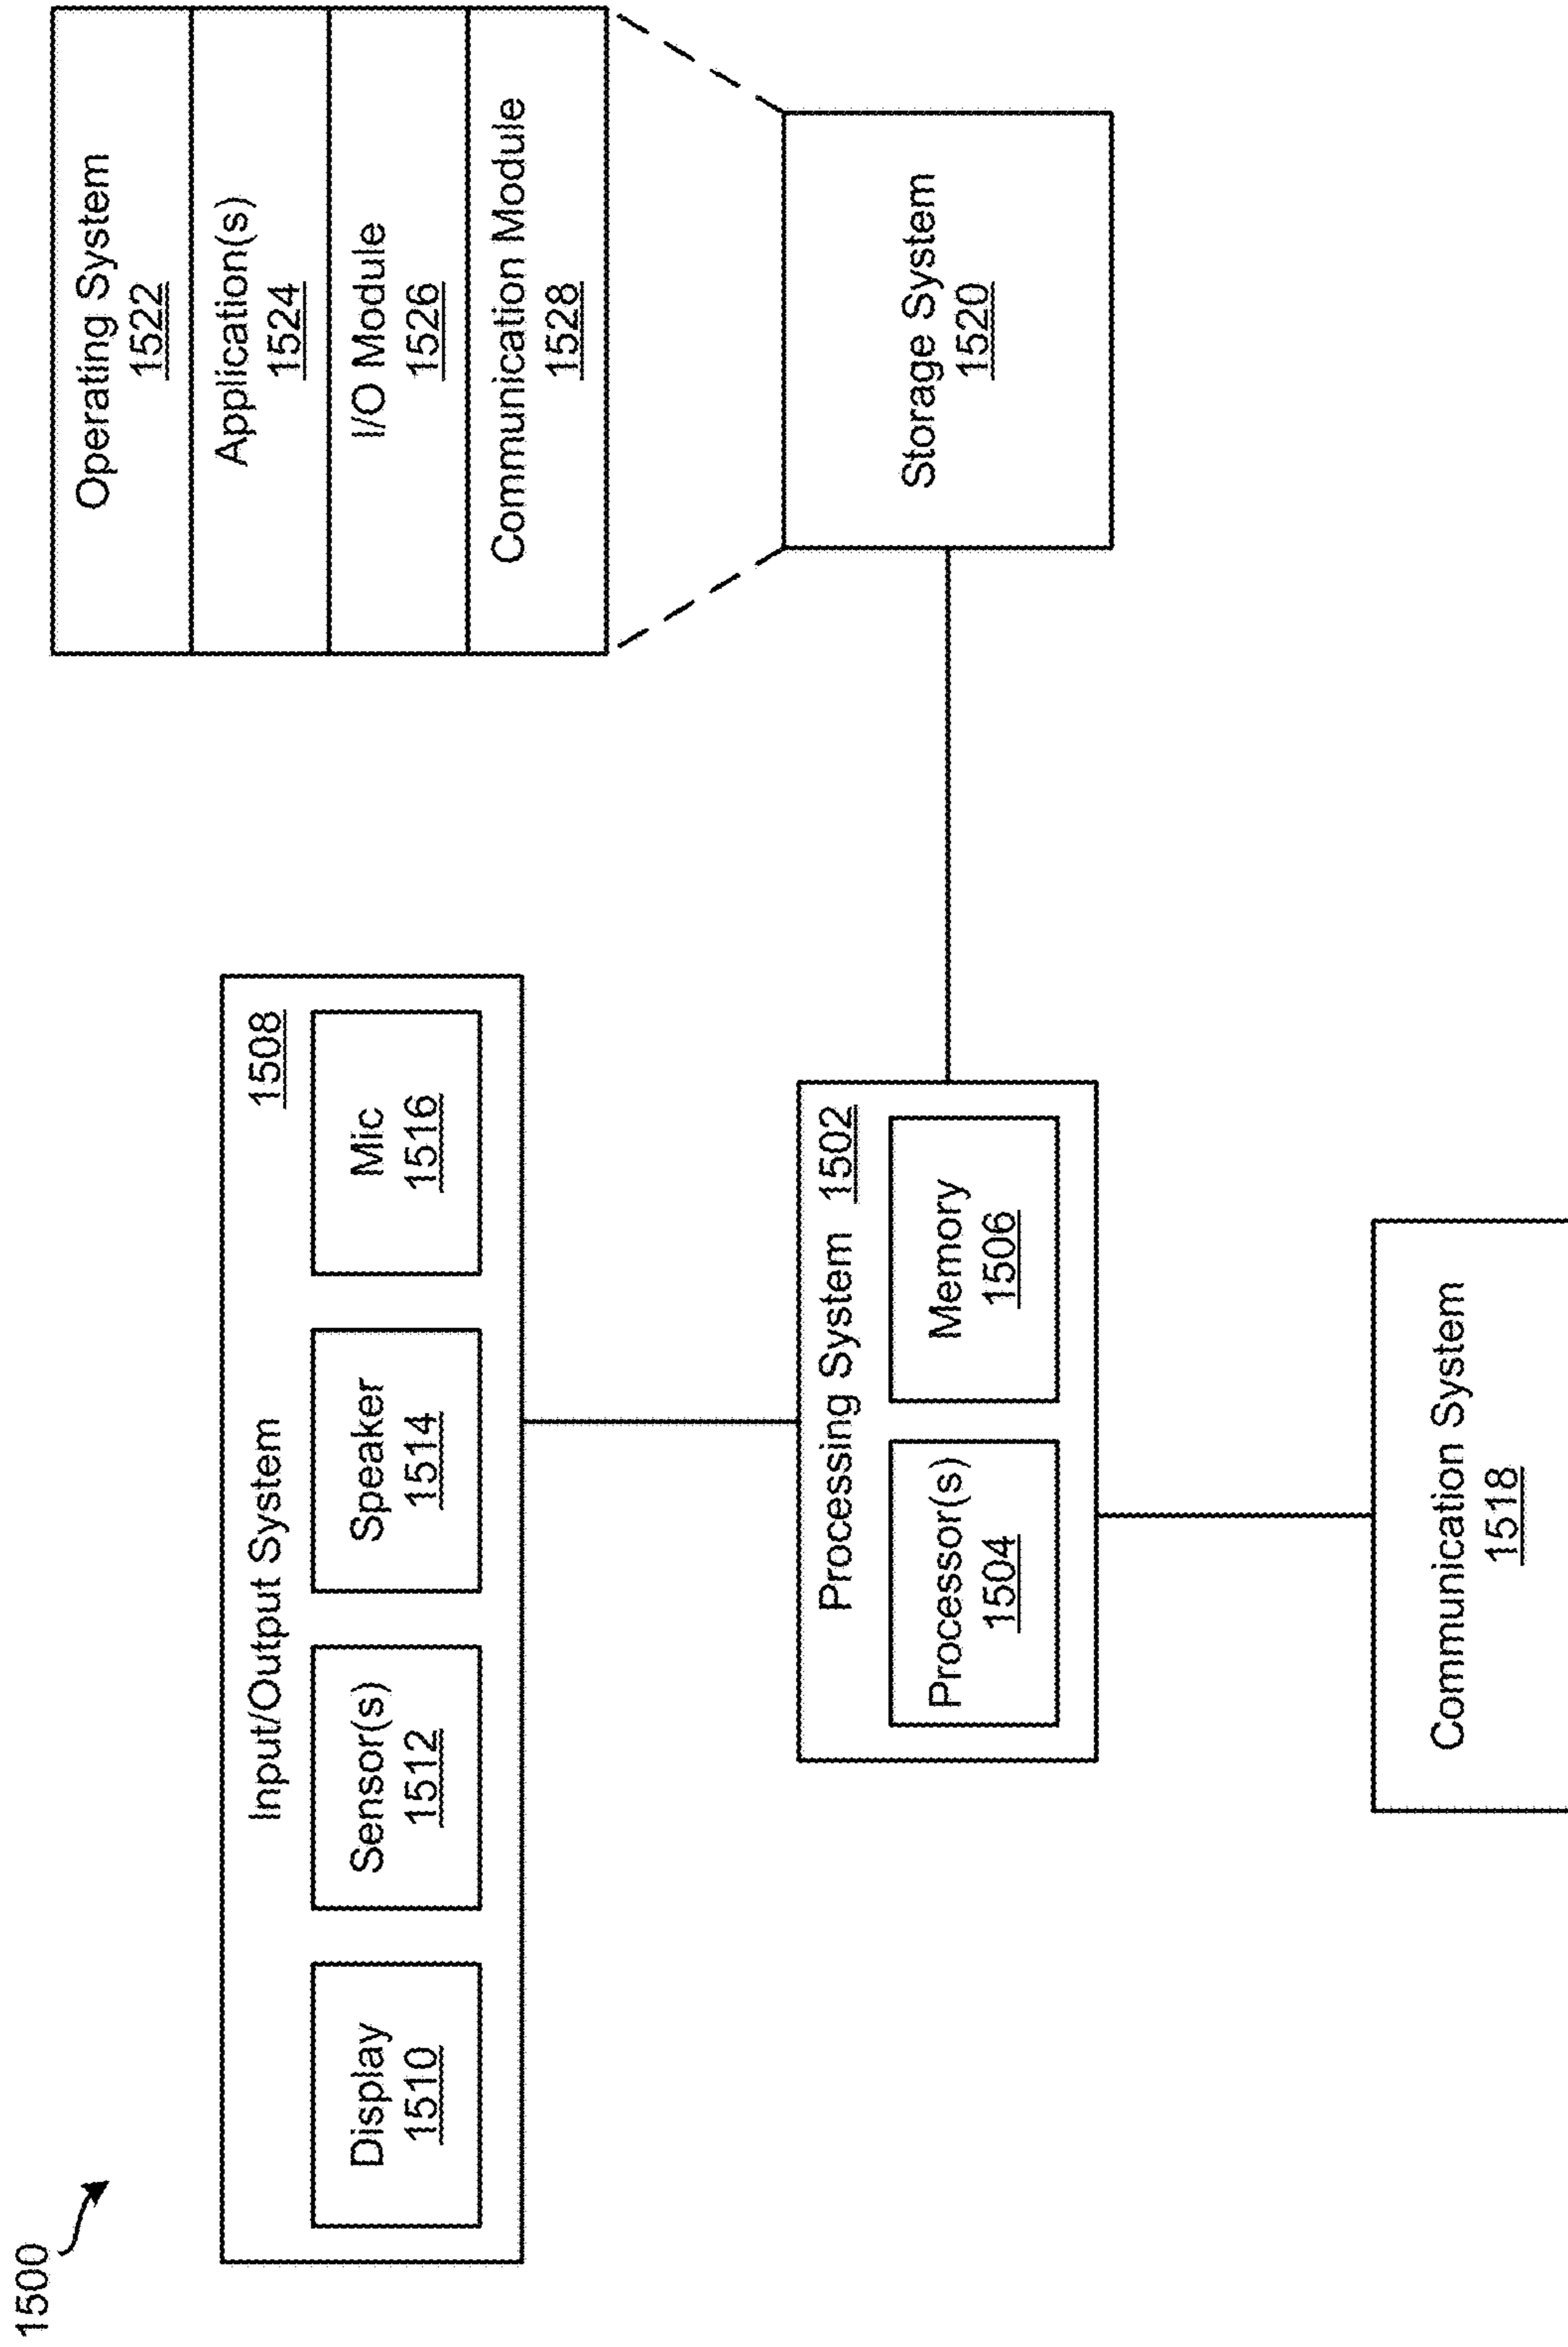 1500
Input/Output System
1508
Display
1510
Sensor(s)
1512
Speaker
1514
Mic
1516
Operating System
1522
Application(s)
1524
I/O Module
1526
Communication Module
1528
Processing System 1502
Processor(s)
1504
Memory
1506
Storage System
1520
Communication System
1518